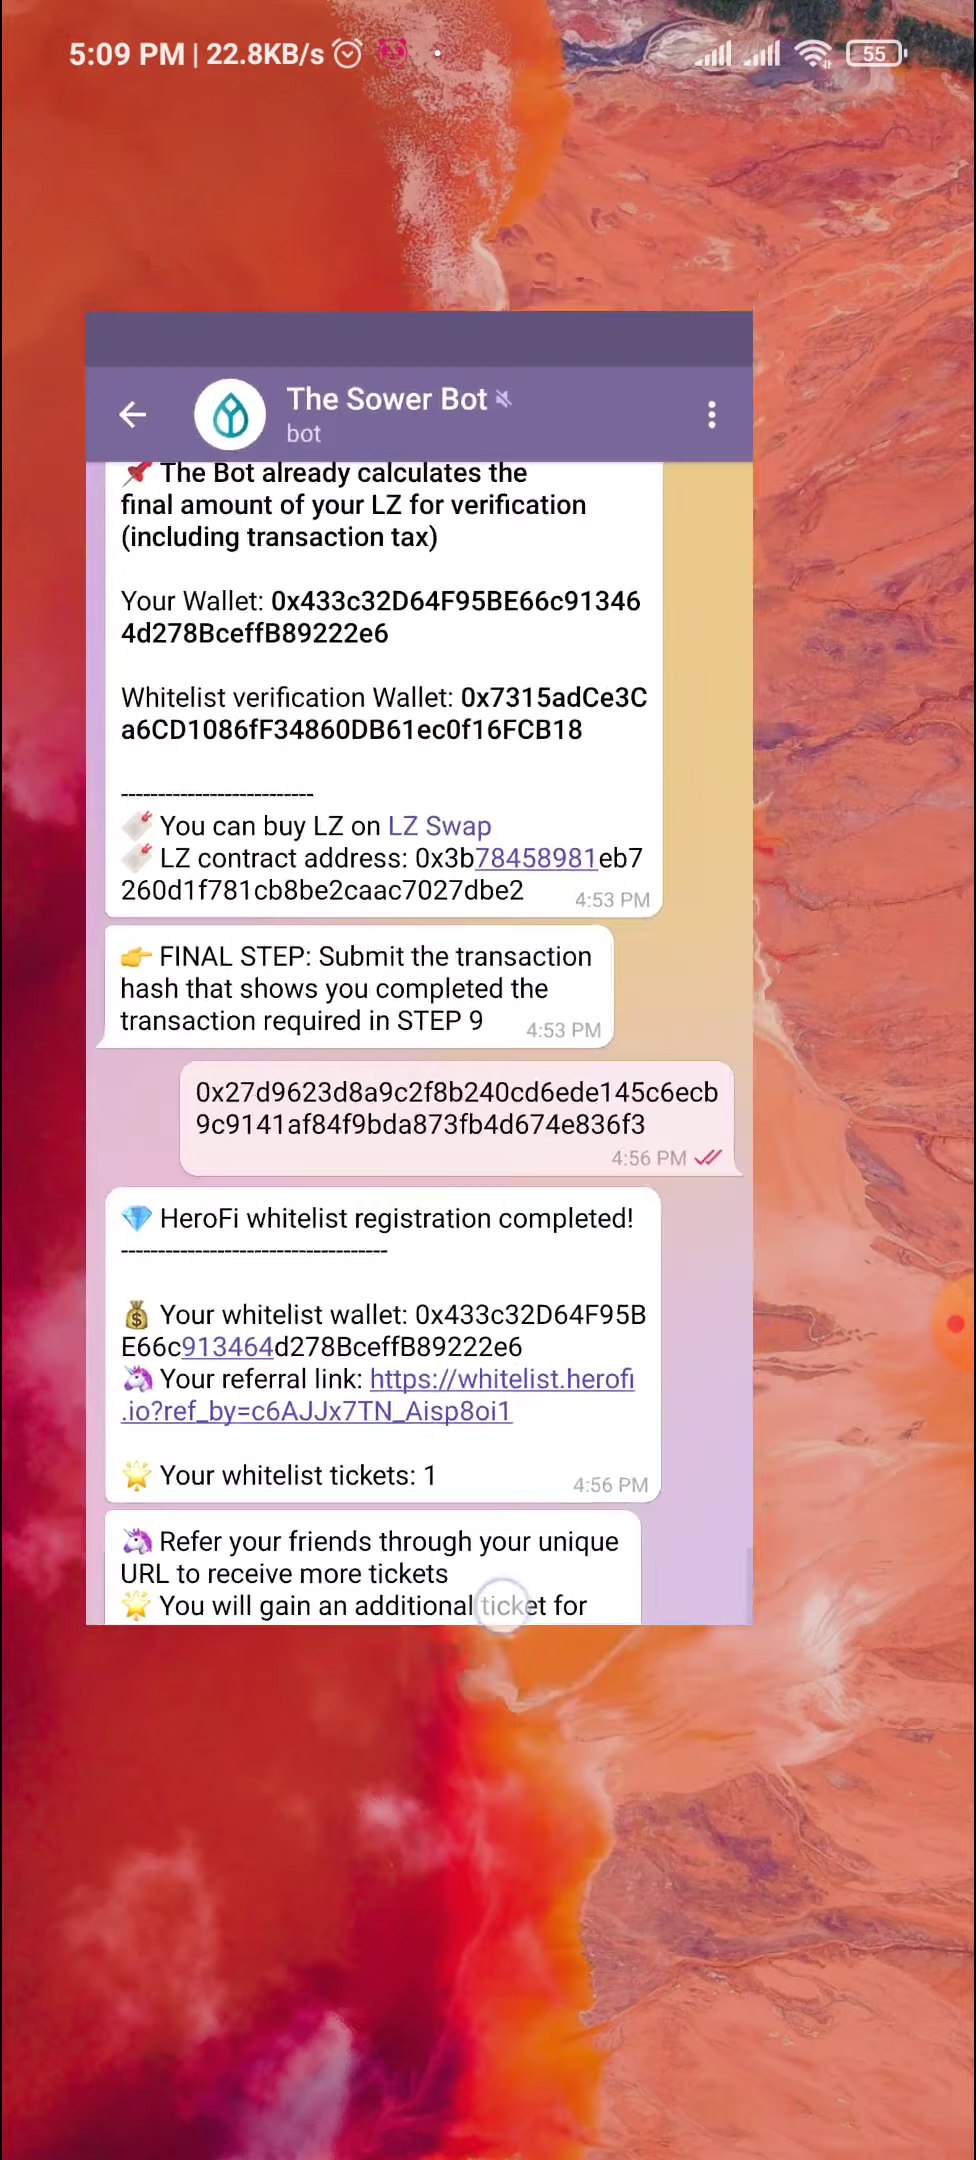 5:09 PM | 22.8KB/s
55
The Sower Bot
bot
📌 The Bot already calculates the
final amount of your LZ for verification
(including transaction tax)
Your Wallet: 0x433c32D64F95BE66c91346
4d278BceffB89222e6
Whitelist verification Wallet: 0x7315adCe3C
a6CD1086fF34860DB61ec0f16FCB18
--------------------------
You can buy LZ on LZ Swap
LZ contract address: 0x3b78458981eb7
260d1f781cb8be2caac7027dbe2
4:53 PM
👉 FINAL STEP: Submit the transaction
hash that shows you completed the
transaction required in STEP 9
4:53 PM
0x27d9623d8a9c2f8b240cd6ede145c6ecb
9c9141af84f9bda873fb4d674e836f3
4:56 PM
💎 HeroFi whitelist registration completed!
------------------------------------
💰 Your whitelist wallet: 0x433c32D64F95B
E66c913464d278BceffB89222e6
🦄 Your referral link: https://whitelist.herofi
.io?ref_by=c6AJJx7TN_Aisp8oi1
🌟 Your whitelist tickets: 1
4:56 PM
🦄 Refer your friends through your unique
URL to receive more tickets
🌟 You will gain an additional ticket for